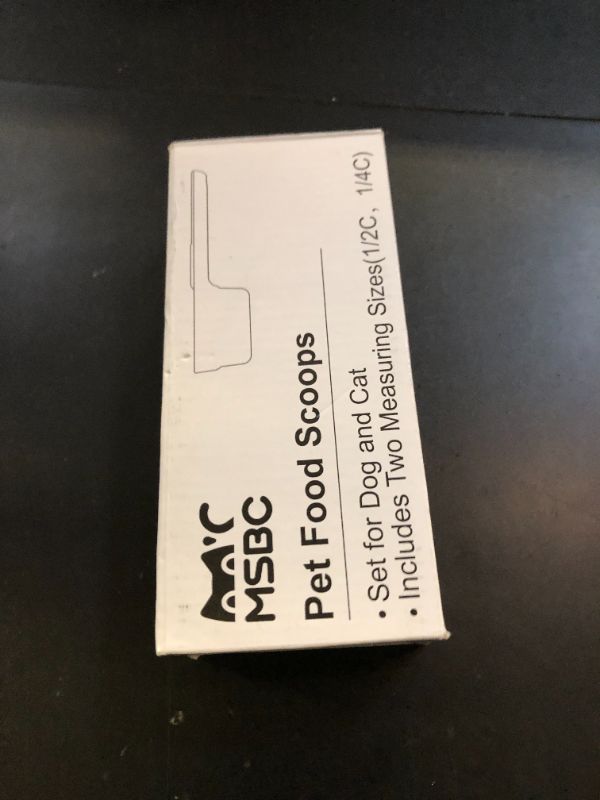 MSBC
Pet Food Scoops
• Set for Dog and Cat
• Includes Two Measuring Sizes(1/2C, 1/4C)